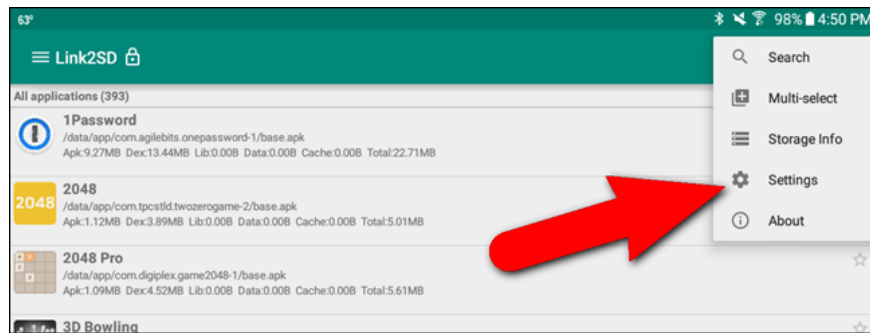 63°
98% 4:50 PM
Link2SD
Search
Multi-select
Storage Info
Settings
About
All applications (393)
1Password
/data/app/com.agilebits.onepassword-1/base.apk
Apk:9.27MB Dex:13.44MB Lib:0.00B Data:0.00B Cache:0.00B Total:22.71MB
2048
2048
/data/app/com.tpcstld.twozerogame-2/base.apk
Apk:1.12MB Dex:3.89MB Lib:0.00B Data:0.00B Cache:0.00B Total:5.01MB
2048 Pro
/data/app/com.digiplex.game2048-1/base.apk
Apk:1.09MB Dex:4.52MB Lib:0.00B Data:0.00B Cache:0.00B Total:5.61MB
3D Bowling